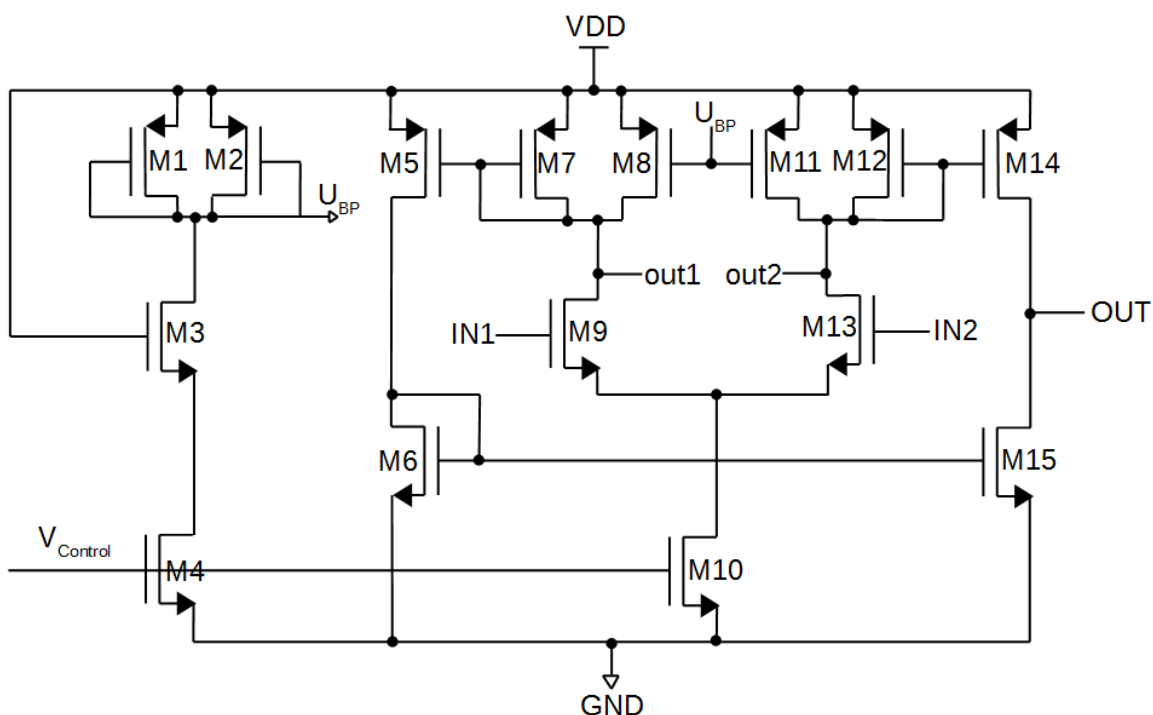 VDD
M1
M2
U_BP
M5
M7
M8
U_BP
M11
M12
M14
M3
out1
out2
OUT
IN1
M9
M13
IN2
M6
M15
V_Control
M4
M10
GND